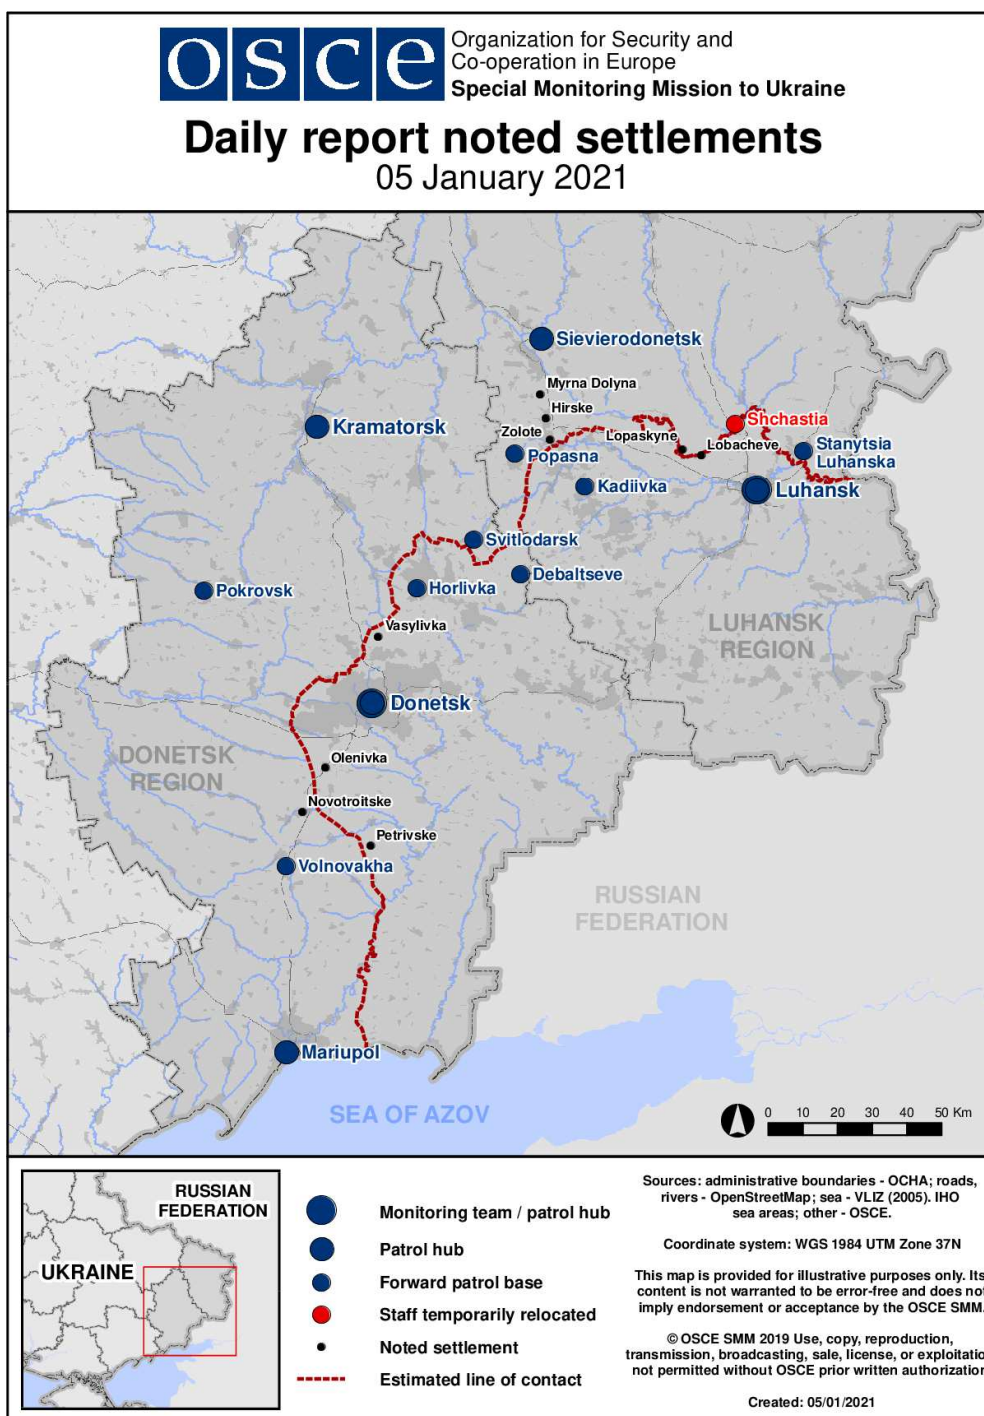 osce
Organization for Security and
Co-operation in Europe
Special Monitoring Mission to Ukraine
Daily report noted settlements
05 January 2021
Sievierodonetsk
Myrna Dolyna
Hirske
Zolote
Popasna
Lopaskyne
Lobacheve
Shchastia
Stanytsia
Luhanska
Kramatorsk
Kadiivka
Luhansk
Svitlodarsk
Debaltseve
Horlivka
Pokrovsk
Vasylivka
LUHANSK
REGION
Donetsk
DONETSK
REGION
Olenivka
Novotroitske
Petrivske
Volnovakha
RUSSIAN
FEDERATION
Mariupol
SEA OF AZOV
0 10 20 30 40 50 Km
RUSSIAN
FEDERATION
UKRAINE
Monitoring team / patrol hub
Patrol hub
Forward patrol base
Staff temporarily relocated
Noted settlement
Estimated line of contact
Sources: administrative boundaries - OCHA; roads,
rivers - OpenStreetMap; sea - VLIZ (2005). IHO
sea areas; other - OSCE.
Coordinate system: WGS 1984 UTM Zone 37N
This map is provided for illustrative purposes only. Its
content is not warranted to be error-free and does not
imply endorsement or acceptance by the OSCE SMM.
© OSCE SMM 2019 Use, copy, reproduction,
transmission, broadcasting, sale, license, or exploitatio
not permitted without OSCE prior written authorization
Created: 05/01/2021